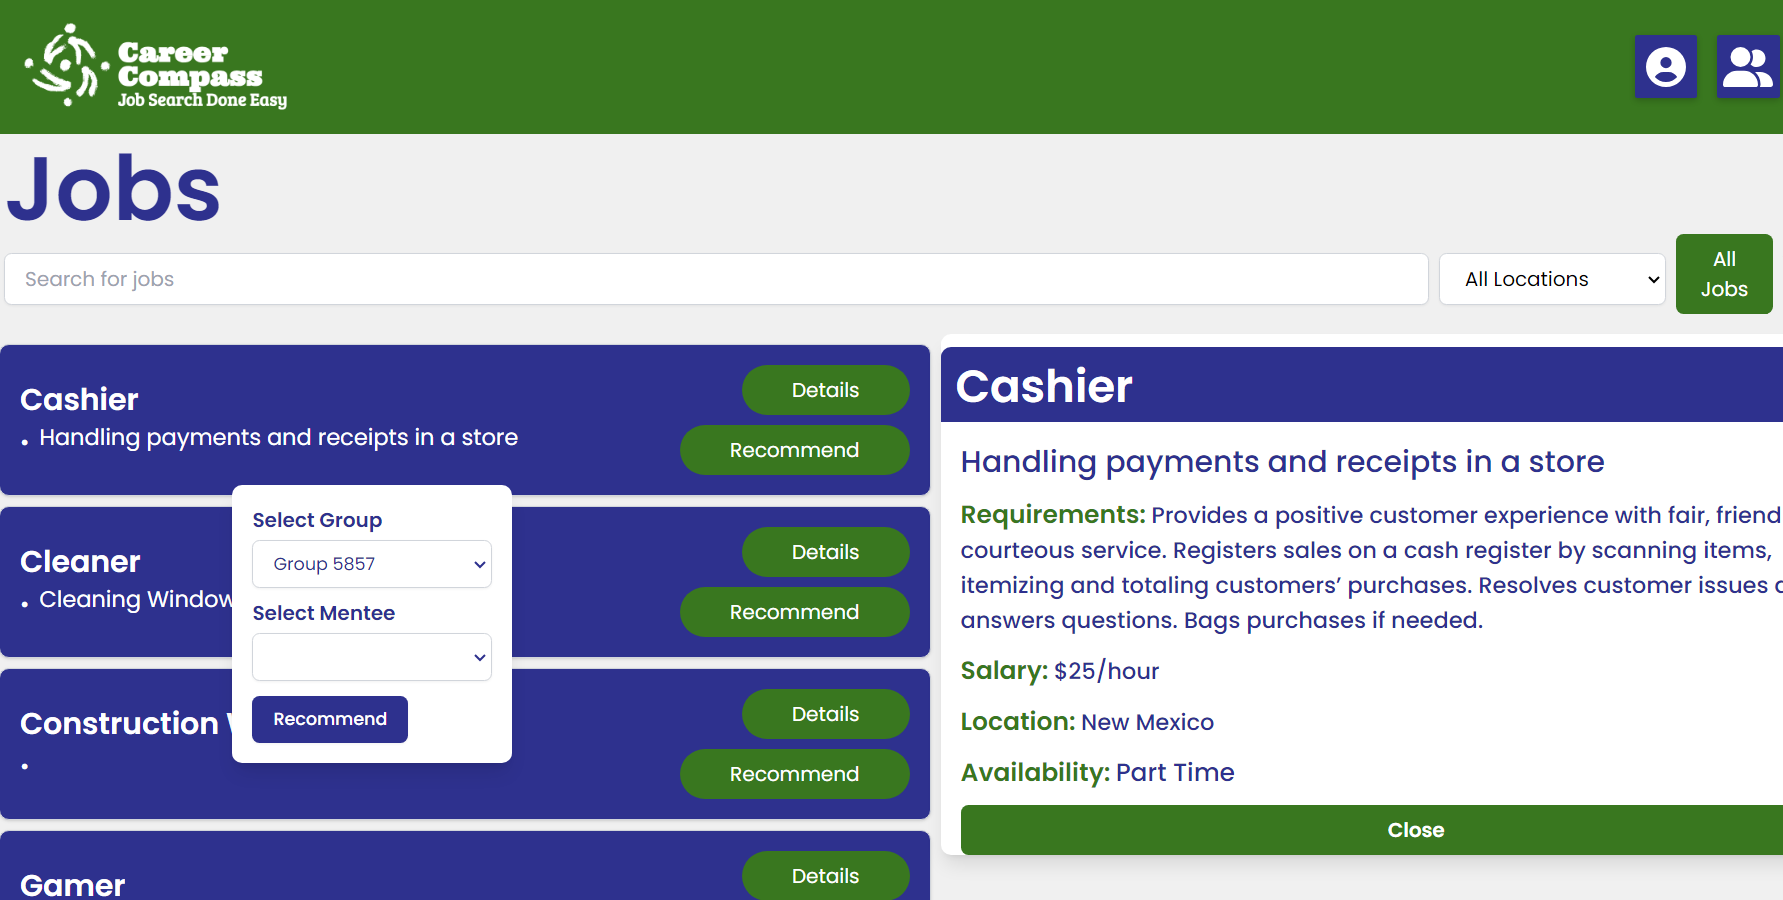 Career
Compass
Job Search Done Easy
Jobs
Search for jobs
All Locations
All
Jobs
Cashier
• Handling payments and receipts in a store
Details
Recommend
Cleaner
• Cleaning Window
Details
Recommend
Construction
•
Details
Recommend
Gamer
Details
Select Group
Group 5857
Select Mentee
Recommend
Cashier
Handling payments and receipts in a store
Requirements: Provides a positive customer experience with fair, friend
courteous service. Registers sales on a cash register by scanning items,
itemizing and totaling customers’ purchases. Resolves customer issues
answers questions. Bags purchases if needed.
Salary: $25/hour
Location: New Mexico
Availability: Part Time
Close